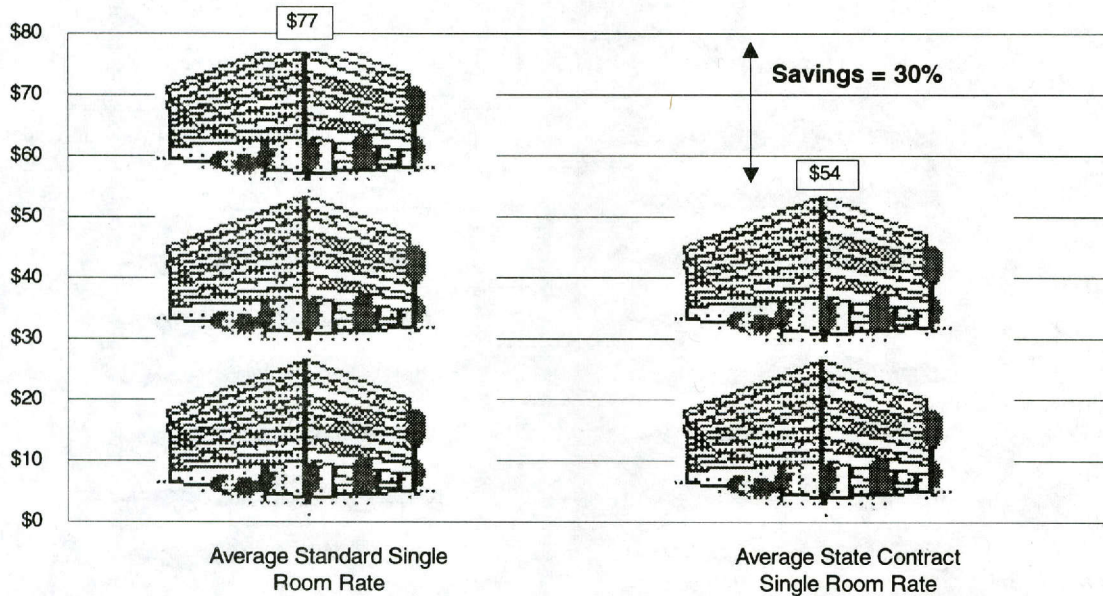 $77
$80
$70
Savings = 30%
$60
$54
$50
$40
$30
$20
$10
$0
Average Standard Single
Room Rate
Average State Contract
Single Room Rate